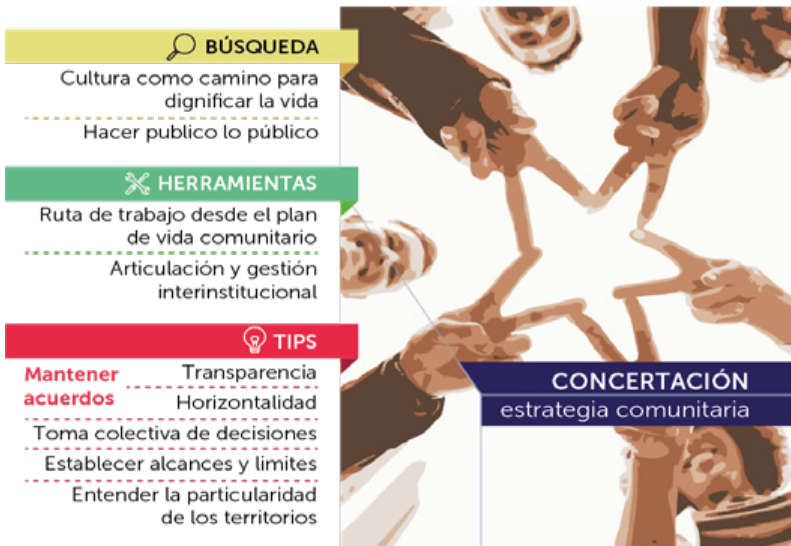 BÚSQUEDA
Cultura como camino para
dignificar la vida
Hacer publico lo público
HERRAMIENTAS
Ruta de trabajo desde el plan
de vida comunitario
Articulación y gestión
interinstitucional
TIPS
Mantener
acuerdos
Transparencia
Horizontalidad
Toma colectiva de decisiones
Establecer alcances y limites
Entender la particularidad
de los territorios
CONCERTACIÓN
estrategia comunitaria